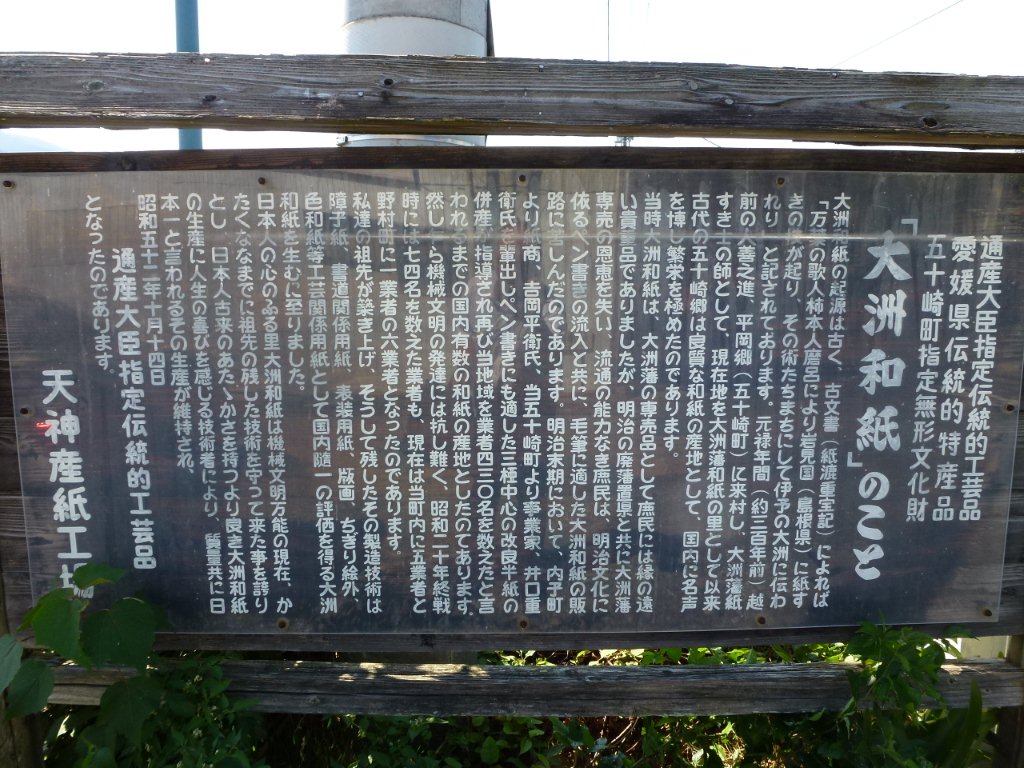 通産大臣指定伝統的工芸品
愛媛県伝統的特産品
五十崎町指定無形文化財
「大洲和紙」のこと
大洲和紙の起源は古く、古文書（紙漉重宝記）によれば
「万葉の歌人柿本人麿呂により岩見国（島根県）に紙す
きの技が起り、その術たちまちにして伊予の大洲に伝わ
れり」と記されております。元禄年間（約三百年前）越
前の人善之進、平岡郷（五十崎町）に来村し、大洲藩紙
すき士の師として、現在地を大洲藩和紙の里として以来
古代の五十崎郷は良質な和紙の産地として、国内に名声
を博し繁栄を極めたのであります。
当時大洲和紙は、大洲藩の専売品として庶民には縁の遠
い貴重品でありましたが、明治の廃藩置県と共に大洲藩
専売の恩恵を失い、流通の能力なき庶民は、明治文化に
依るペン書きの流入と共に、毛筆に適した大洲和紙の販
路に苦しんだのであります。明治末期において、内子町
より紙商、吉岡平衛氏、当五十崎町より事業家、井口重
衛氏を輩出しペン書きにも適した三椏中心の改良半紙の
併産を指導され再び当地域を業者四三〇名を数えたと言
われるまでの国内有数の和紙の産地としたのてあります。
然しながら機械文明の発達には抗し難く、昭和二十年終戦
時には七四名を数えた業者も、現在は当町内に五業者と
野村町に一業者の六業者となったのであります。
私達の祖先が築き上げ、そうして残したその製造技術は
障子紙、書道関係用紙、表装用紙、版画、ちぎり絵外、
色和紙等工芸関係用紙として国内随一の評価を得る大洲
和紙を生むに至りました。
日本人の心のふる里大洲和紙は機械文明万能の現在、か
たくななまでに祖先の残した技術を守って来た事を誇り
とし、日本人古来のあたゝかさを持つより良き大洲和紙
の生産に人生の喜びを感じる技術者により、質量共に日
本一と言われるその生産が維持され、
昭和五十二年十月十四日
通産大臣指定伝統的工芸品
となったのであります。
天神産紙工場